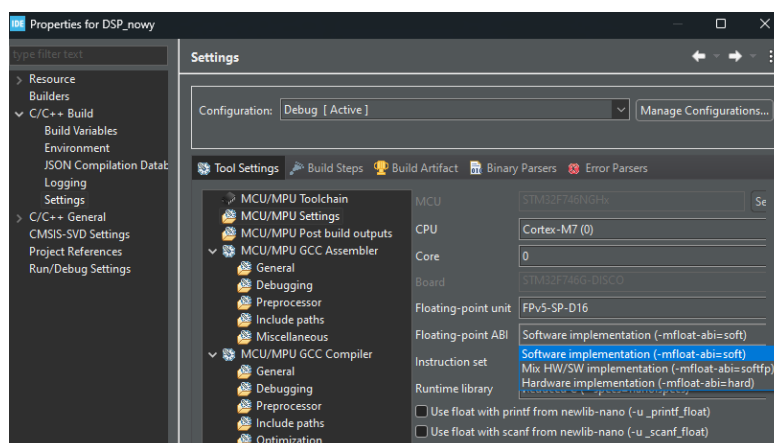 IDE Properties for DSP_nowy
type filter text
Settings
Resource
Builders
C/C++ Build
Build Variables
Environment
JSON Compilation Datab
Logging
Settings
C/C++ General
CMSIS-SVD Settings
Project References
Run/Debug Settings
Configuration: Debug [ Active ]
Manage Configurations...
Tool Settings Build Steps Build Artifact Binary Parsers Error Parsers
MCU/MPU Toolchain
MCU/MPU Settings
MCU/MPU Post build outputs
MCU/MPU GCC Assembler
General
Debugging
Preprocessor
Include paths
Miscellaneous
MCU/MPU GCC Compiler
General
Debugging
Preprocessor
Include paths
Optimization
MCU STM32F746NGHx Se
CPU Cortex-M7 (0)
Core 0
Board STM32F746G-DISCO
Floating-point unit FPv5-SP-D16
Floating-point ABI Software implementation (-mfloat-abi=soft)
Software implementation (-mfloat-abi=soft)
Mix HW/SW implementation (-mfloat-abi=softfp)
Hardware implementation (-mfloat-abi=hard)
Instruction set
Runtime library
Use float with printf from newlib-nano (-u _printf_float)
Use float with scanf from newlib-nano (-u _scanf_float)